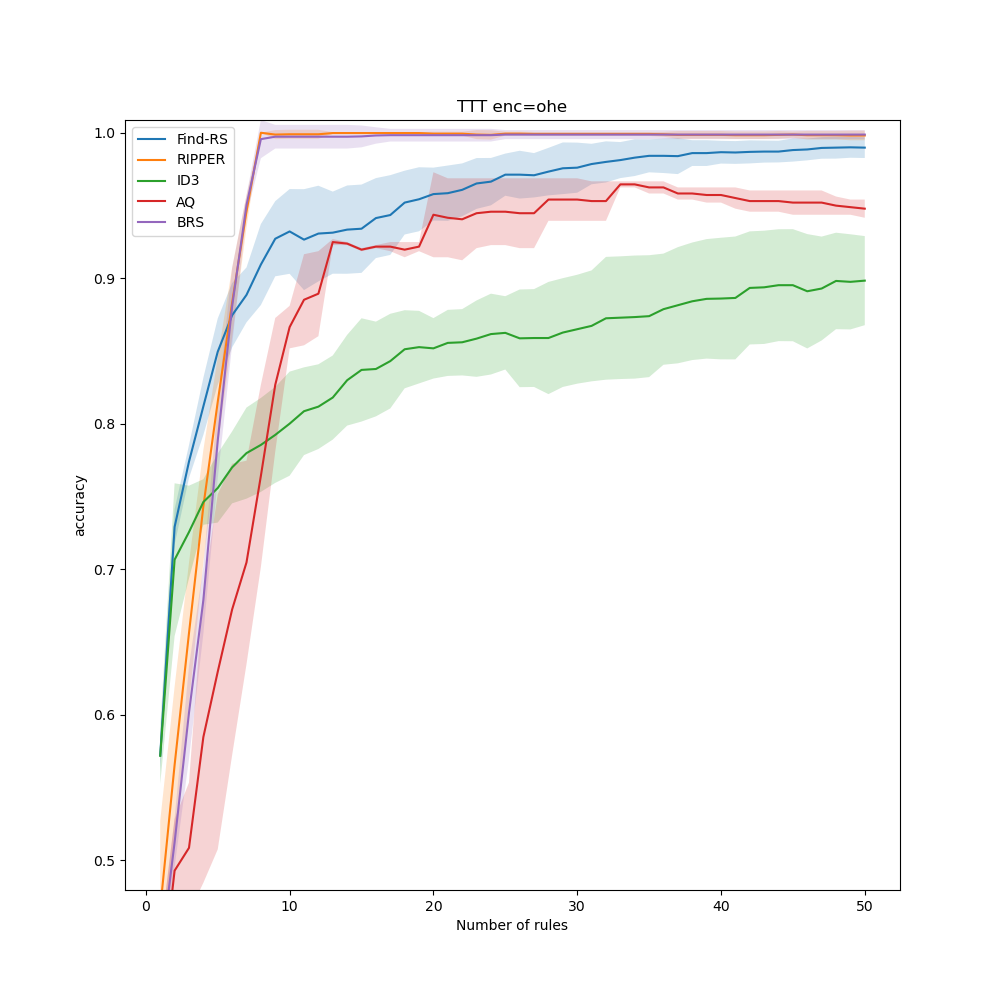 TTT enc=ohe
1.0
0.9
0.8
0.7
0.6
0.5
accuracy
Find-RS
RIPPER
ID3
AQ
BRS
0 10 20 30 40 50
Number of rules